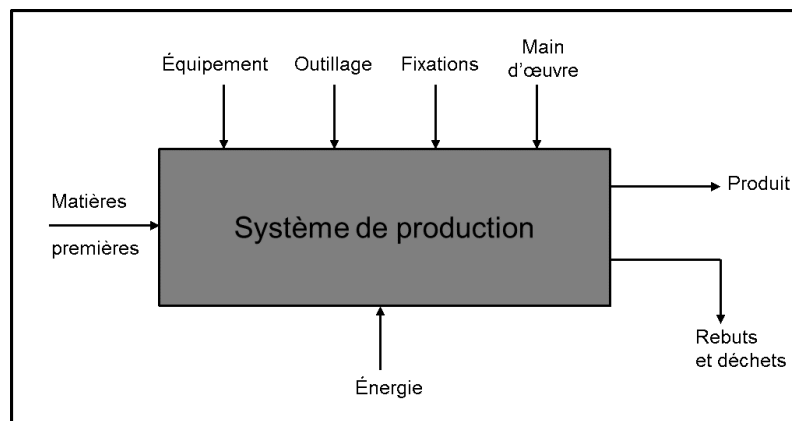 Équipement
Outillage
Fixations
Main
d'œuvre
Matières
premières
Système de production
Produit
Rebuts
et déchets
Énergie